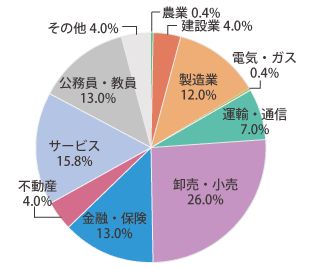 農業 0.4%
建設業 4.0%
電気・ガス
0.4%
製造業
12.0%
運輸・通信
7.0%
卸売・小売
26.0%
金融・保険
13.0%
不動産
4.0%
サービス
15.8%
公務員・教員
13.0%
その他 4.0%